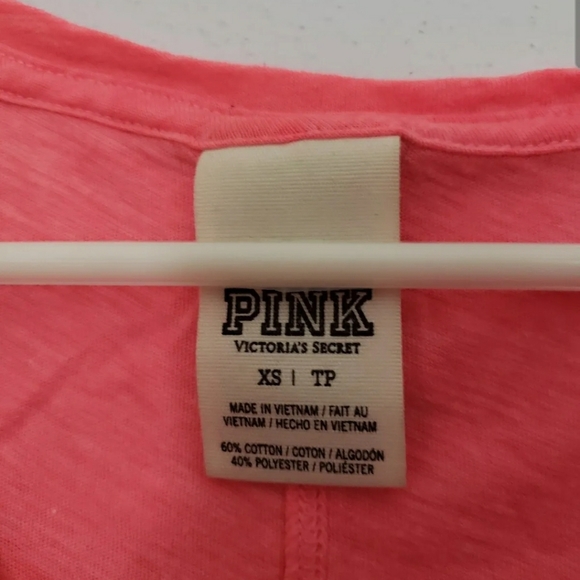 PINK
VICTORIA'S SECRET
XS | TP
MADE IN VIETNAM / FAIT AU
VIETNAM / HECHO EN VIETNAM
60% COTTON / COTON / ALGODÓN
40% POLYESTER / POLIÉSTER